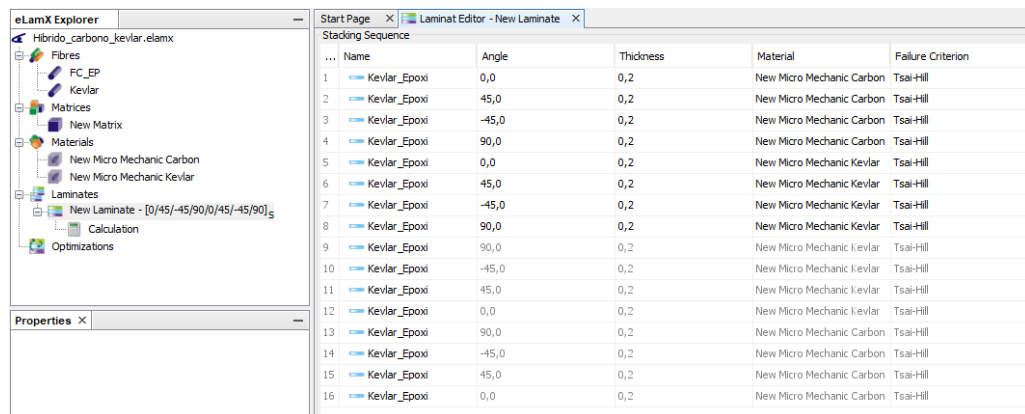 eLamX Explorer
Hibrido_carbono_kevlar.elamx
Fibres
FC_EP
Kevlar
Matrices
New Matrix
Materials
New Micro Mechanic Carbon
New Micro Mechanic Kevlar
Laminates
New Laminate - [0/45/-45/90/0/45/-45/90]S
Calculation
Optimizations
Properties
Start Page Laminat Editor - New Laminate
Stacking Sequence
... Name Angle Thickness Material Failure Criterion
1 Kevlar_Epoxi 0,0 0,2 New Micro Mechanic Carbon Tsai-Hill
2 Kevlar_Epoxi 45,0 0,2 New Micro Mechanic Carbon Tsai-Hill
3 Kevlar_Epoxi -45,0 0,2 New Micro Mechanic Carbon Tsai-Hill
4 Kevlar_Epoxi 90,0 0,2 New Micro Mechanic Carbon Tsai-Hill
5 Kevlar_Epoxi 0,0 0,2 New Micro Mechanic Kevlar Tsai-Hill
6 Kevlar_Epoxi 45,0 0,2 New Micro Mechanic Kevlar Tsai-Hill
7 Kevlar_Epoxi -45,0 0,2 New Micro Mechanic Kevlar Tsai-Hill
8 Kevlar_Epoxi 90,0 0,2 New Micro Mechanic Kevlar Tsai-Hill
9 Kevlar_Epoxi 90,0 0,2 New Micro Mechanic Kevlar Tsai-Hill
10 Kevlar_Epoxi -45,0 0,2 New Micro Mechanic Kevlar Tsai-Hill
11 Kevlar_Epoxi 45,0 0,2 New Micro Mechanic Kevlar Tsai-Hill
12 Kevlar_Epoxi 0,0 0,2 New Micro Mechanic Kevlar Tsai-Hill
13 Kevlar_Epoxi 90,0 0,2 New Micro Mechanic Carbon Tsai-Hill
14 Kevlar_Epoxi -45,0 0,2 New Micro Mechanic Carbon Tsai-Hill
15 Kevlar_Epoxi 45,0 0,2 New Micro Mechanic Carbon Tsai-Hill
16 Kevlar_Epoxi 0,0 0,2 New Micro Mechanic Carbon Tsai-Hill